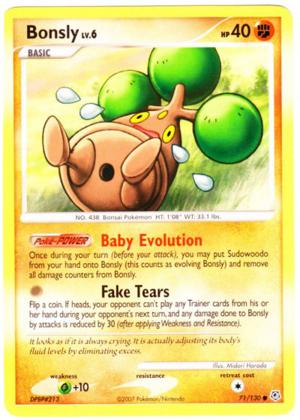 Bonsly LV.6
HP 40
BASIC
NO. 438 Bonsai Pokémon HT: 1'08" WT: 33.1 lbs.
Poké-POWER Baby Evolution
Once during your turn (before your attack), you may put Sudowoodo
from your hand onto Bonsly (this counts as evolving Bonsly) and remove
all damage counters from Bonsly.
Fake Tears
Flip a coin. If heads, your opponent can't play any Trainer cards from his or
her hand during your opponent's next turn, and any damage done to Bonsly
by attacks is reduced by 30 (after applying Weakness and Resistance).
It looks as if it is always crying. It is actually adjusting its body's
fluid levels by eliminating excess.
Illus. Midori Harada
weakness resistance retreat cost
+10
DPBP#213 ©2007 Pokémon/Nintendo 71/130